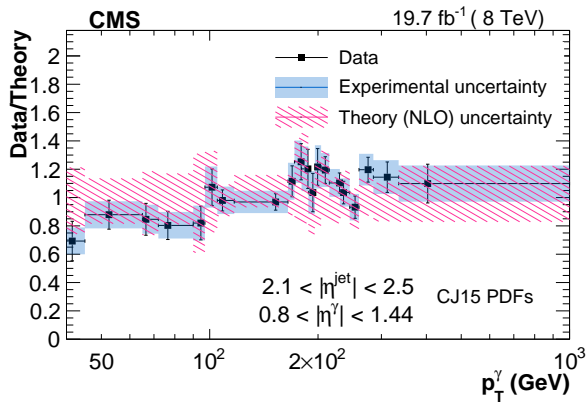 CMS 19.7 fb⁻¹ ( 8 TeV)
Data/Theory
2
1.8
1.6
1.4
1.2
1
0.8
0.6
0.4
0.2
0
Data
Experimental uncertainty
Theory (NLO) uncertainty
2.1 < |η^jet| < 2.5
0.8 < |η^γ| < 1.44
CJ15 PDFs
50 10² 2×10² 10³
p_T^γ (GeV)